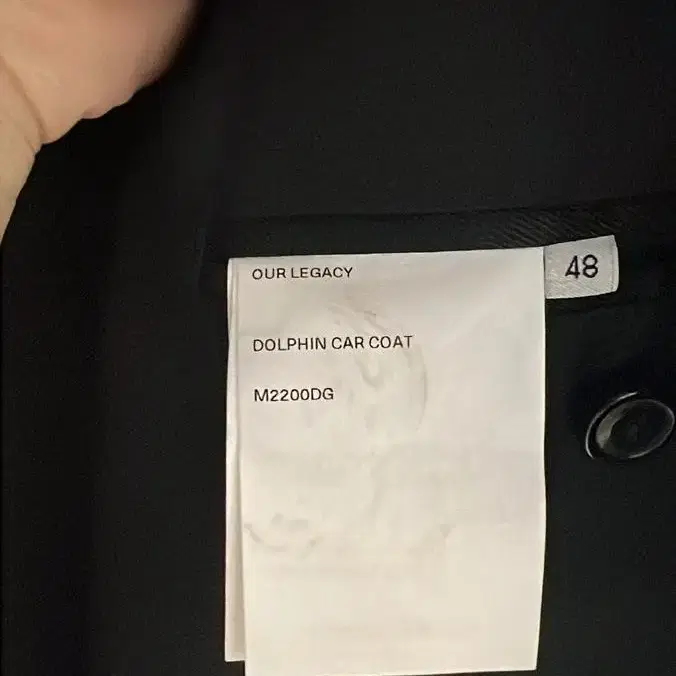 OUR LEGACY
48
DOLPHIN CAR COAT
M2200DG